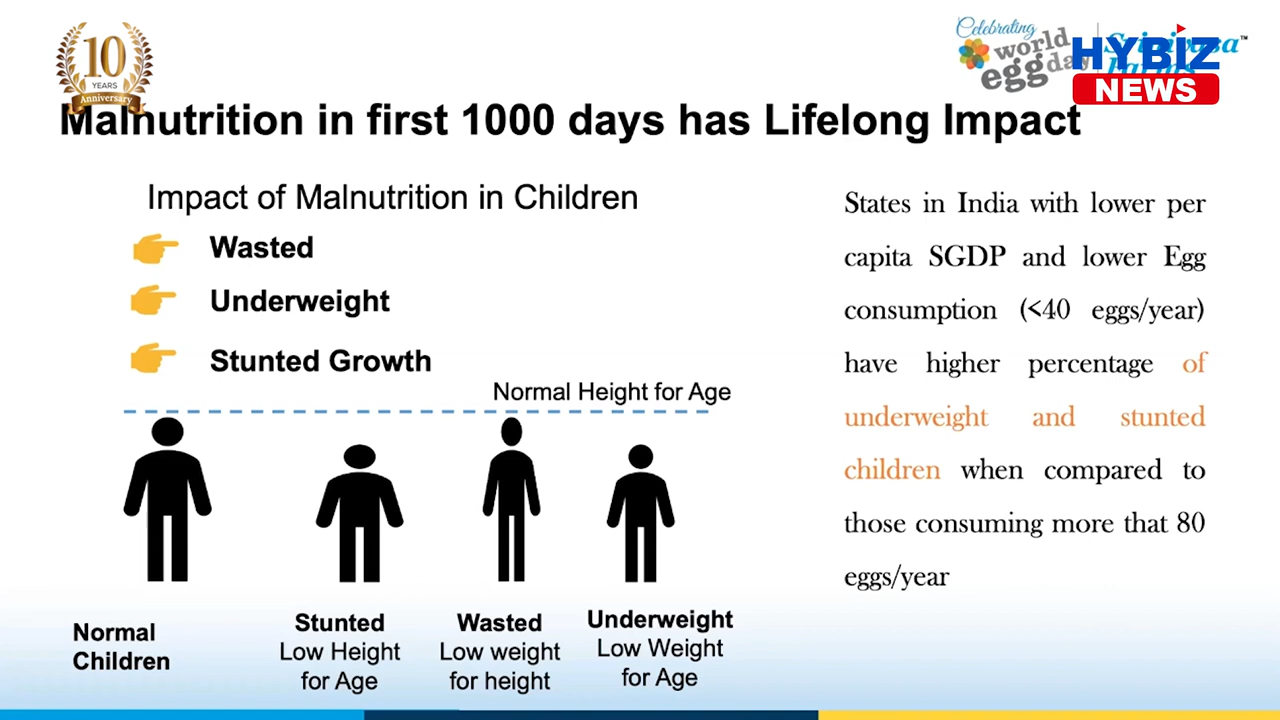 10
YEARS
Anniversary
Celebrating
world
egg day
HYBIZ
NEWS
™
Malnutrition in first 1000 days has Lifelong Impact
Impact of Malnutrition in Children
Wasted
Underweight
Stunted Growth
Normal Height for Age
Normal
Children
Stunted
Low Height
for Age
Wasted
Low weight
for height
Underweight
Low Weight
for Age
States in India with lower per
capita SGDP and lower Egg
consumption (<40 eggs/year)
have higher percentage of
underweight and stunted
children when compared to
those consuming more that 80
eggs/year